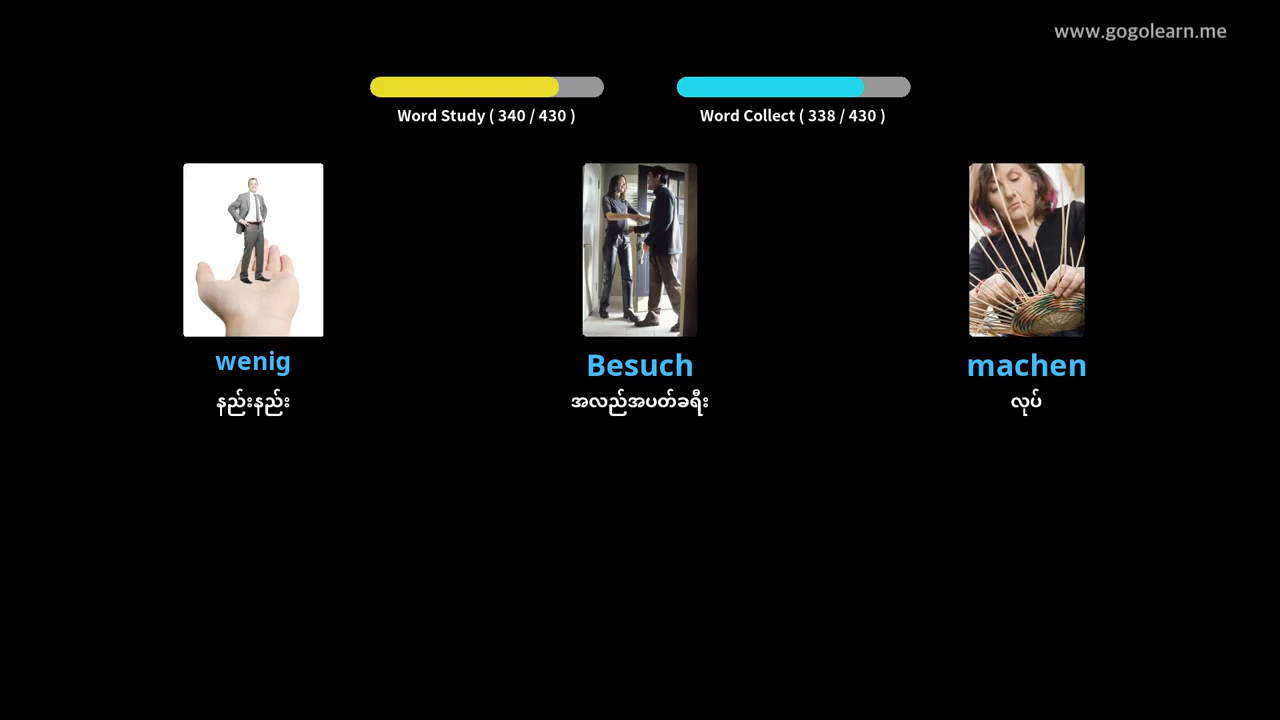 www.gogolearn.me
Word Study ( 340 / 430 )
Word Collect ( 338 / 430 )
wenig
Besuch
machen
နည်းနည်း
အလည်အပတ်ခရီး
လုပ်